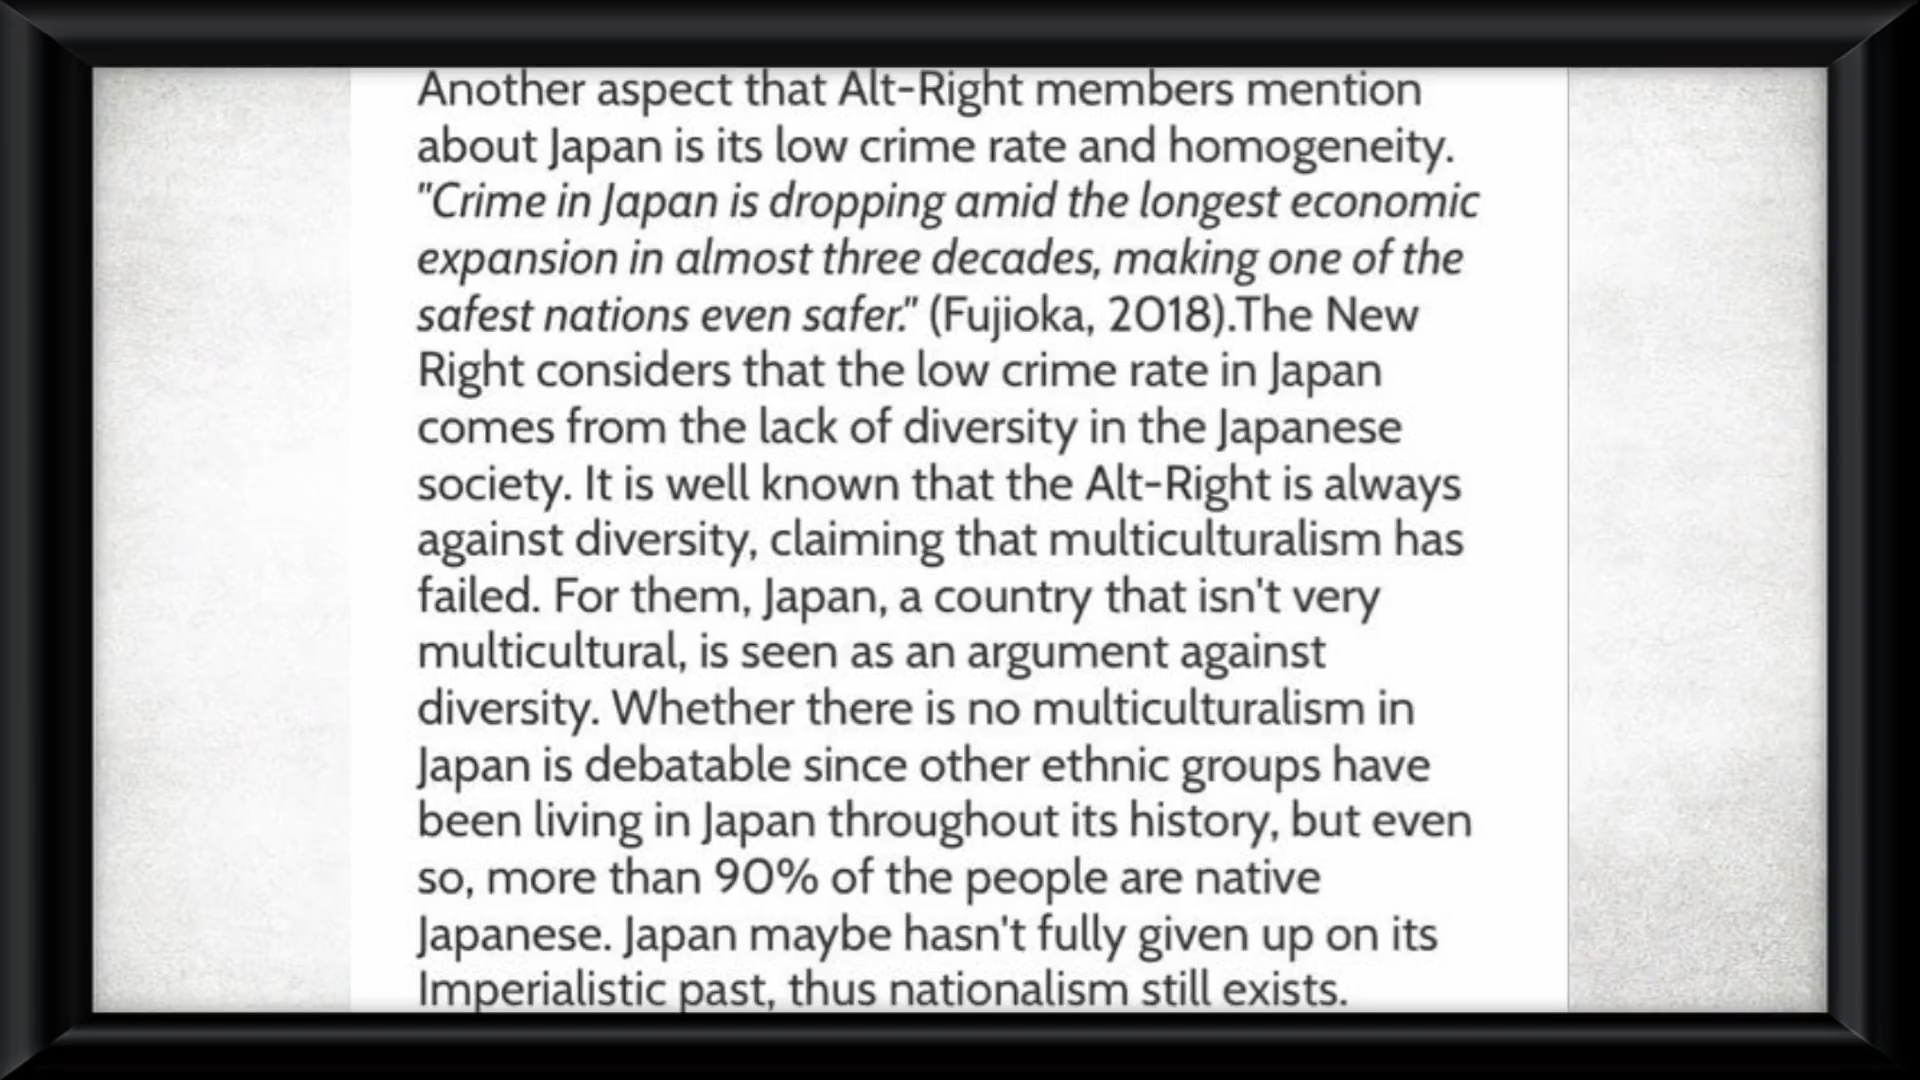 Another aspect that Alt-Right members mention
about Japan is its low crime rate and homogeneity.
"Crime in Japan is dropping amid the longest economic
expansion in almost three decades, making one of the
safest nations even safer." (Fujioka, 2018).The New
Right considers that the low crime rate in Japan
comes from the lack of diversity in the Japanese
society. It is well known that the Alt-Right is always
against diversity, claiming that multiculturalism has
failed. For them, Japan, a country that isn't very
multicultural, is seen as an argument against
diversity. Whether there is no multiculturalism in
Japan is debatable since other ethnic groups have
been living in Japan throughout its history, but even
so, more than 90% of the people are native
Japanese. Japan maybe hasn't fully given up on its
Imperialistic past, thus nationalism still exists.